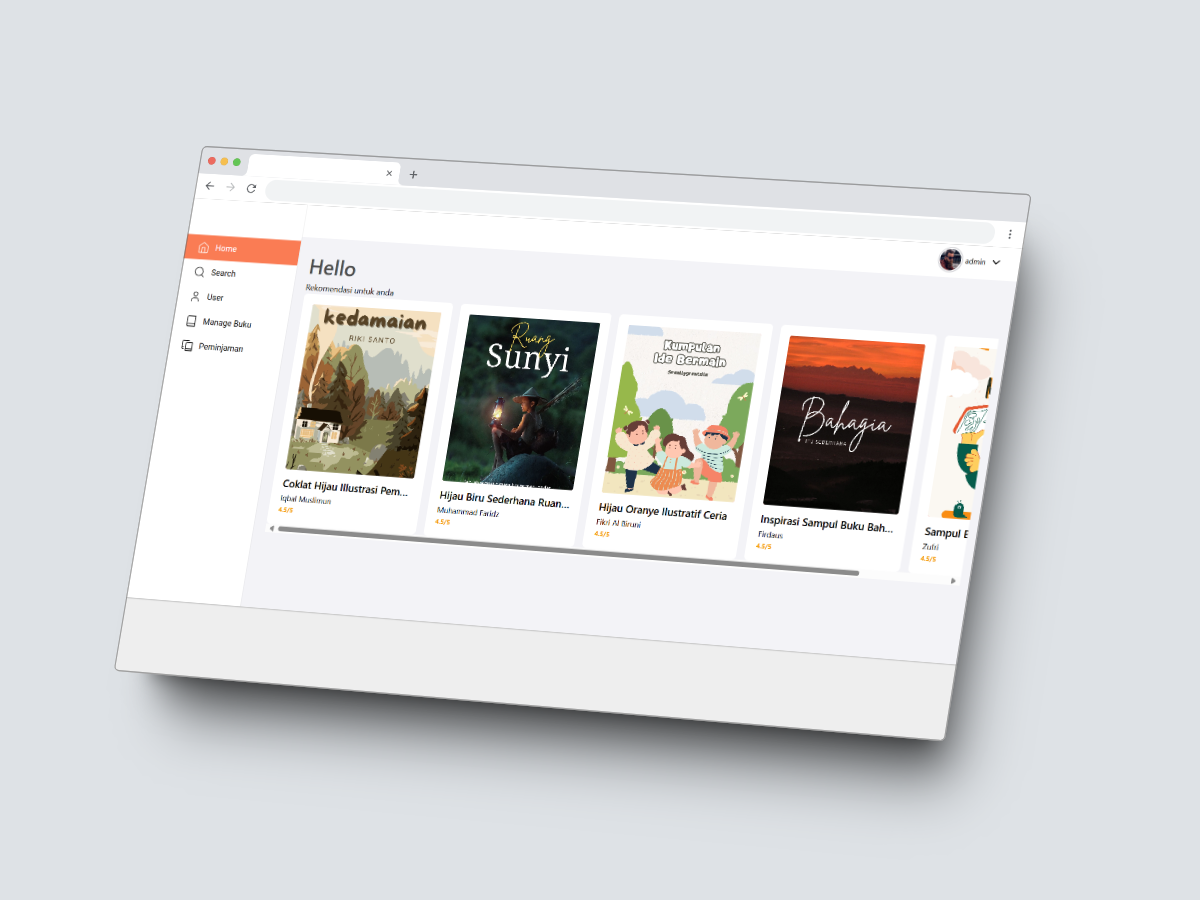 Home
Search
User
Manage Buku
Peminjaman
admin
Hello
Rekomendasi untuk anda
kedamaian
RIKI SANTO
Coklat Hijau Illustrasi Pem...
Iqbal Muslimun
4.5/5
Ruang
Sunyi
Hijau Biru Sederhana Ruan...
Muhammad Faridz
4.5/5
Kumpulan
Ide Bermain
Hijau Oranye Ilustratif Ceria
Fikri Al Biruni
4.5/5
Bahagia
ITU SEDERHANA
Inspirasi Sampul Buku Bah...
Firdaus
4.5/5
Sampul B
Zufri
4.5/5